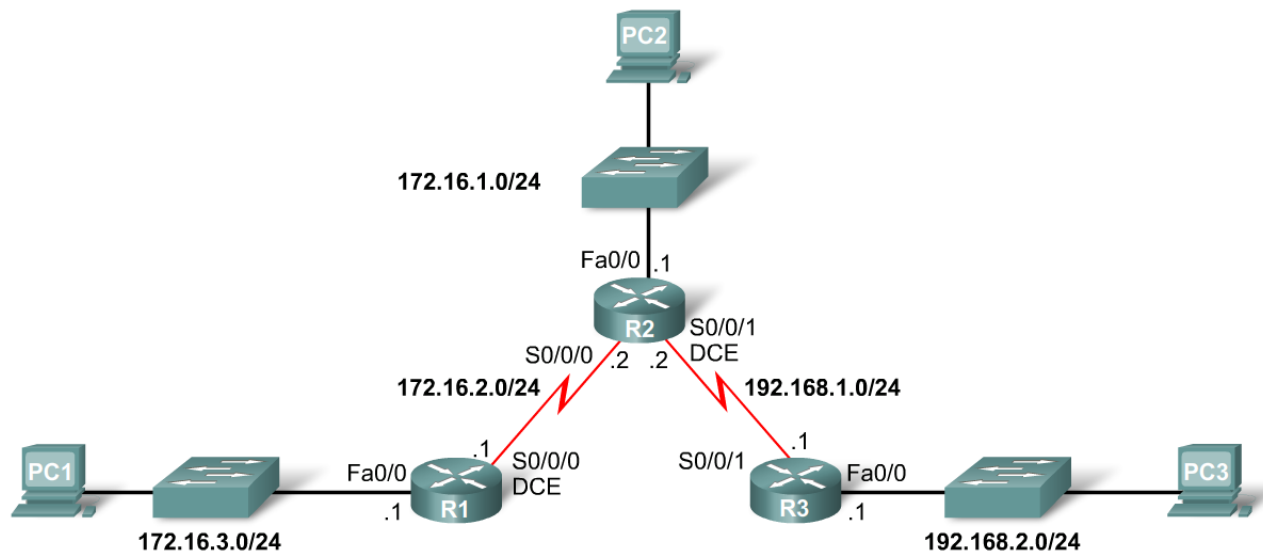 PC2
172.16.1.0/24
Fa0/0
.1
R2
S0/0/1
DCE
S0/0/0
.2
.2
172.16.2.0/24
192.168.1.0/24
PC1
Fa0/0
.1
S0/0/0
DCE
R1
.1
172.16.3.0/24
S0/0/1
.1
Fa0/0
R3
.1
PC3
192.168.2.0/24